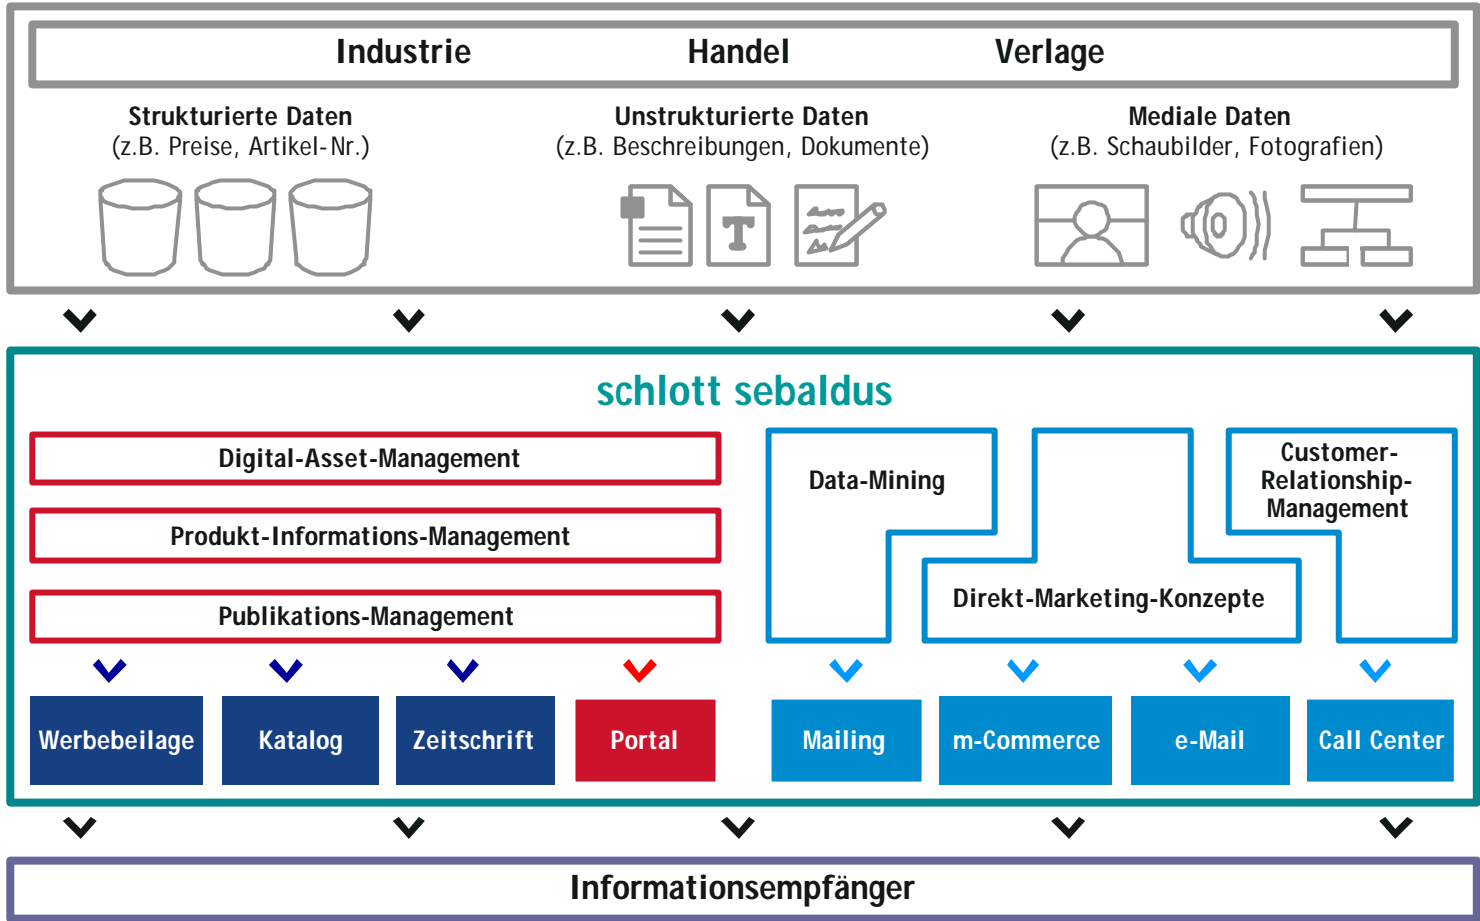 Industrie Handel Verlage
Strukturierte Daten
(z.B. Preise, Artikel-Nr.)
Unstrukturierte Daten
(z.B. Beschreibungen, Dokumente)
Mediale Daten
(z.B. Schaubilder, Fotografien)
T
schlott sebaldus
Digital-Asset-Management
Produkt-Informations-Management
Publikations-Management
Data-Mining
Direkt-Marketing-Konzepte
Customer-
Relationship-
Management
Werbebeilage
Katalog
Zeitschrift
Portal
Mailing
m-Commerce
e-Mail
Call Center
Informationsempfänger